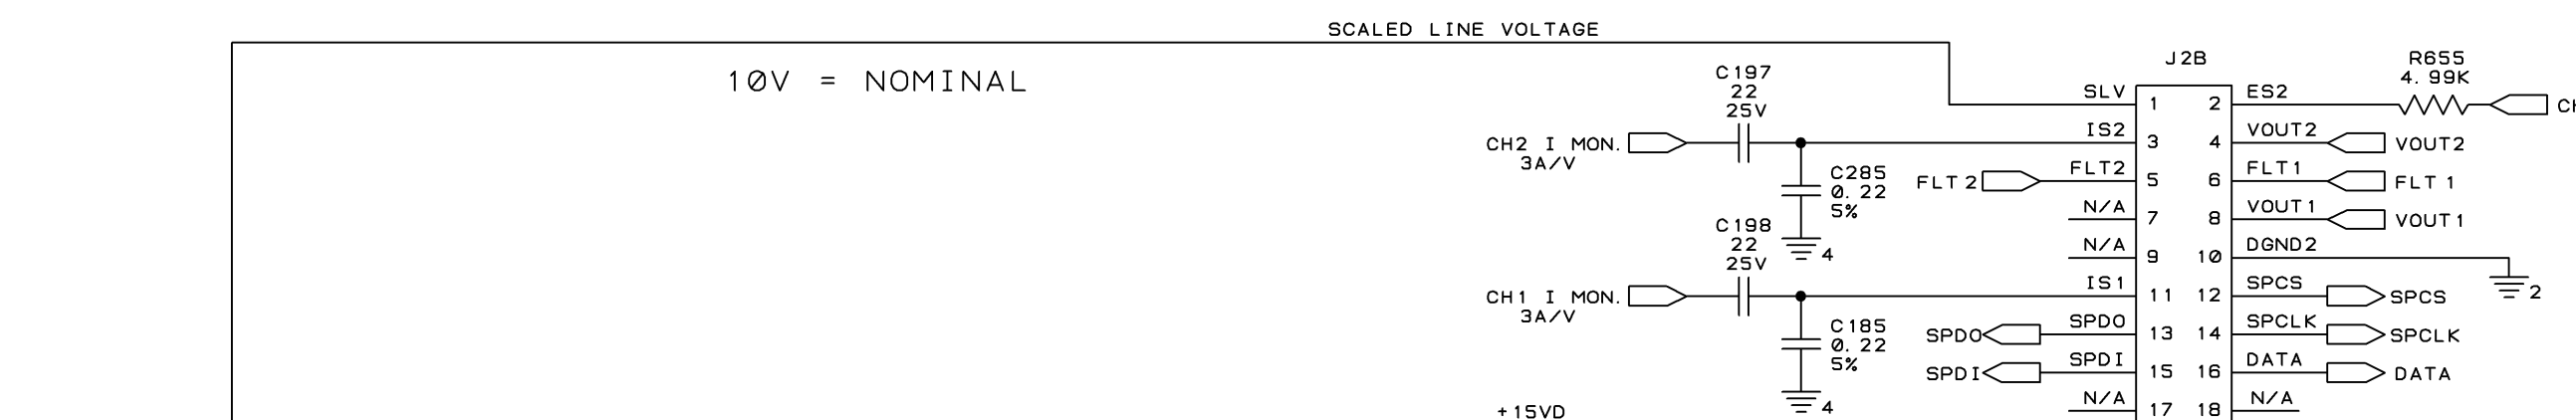 SCALED LINE VOLTAGE
10V = NOMINAL
C197
22
25V
CH2 I MON.
3A/V
C285
0.22
5%
4
C198
22
25V
CH1 I MON.
3A/V
C185
0.22
5%
4
+15VD
FLT2
SPDO
SPDI
J2B
SLV 1 2 ES2
IS2 3 4 VOUT2
FLT2 5 6 FLT1
N/A 7 8 VOUT1
N/A 9 10 DGND2
IS1 11 12 SPCS
SPDO 13 14 SPCLK
SPDI 15 16 DATA
N/A 17 18 N/A
R655
4.99K
VOUT2
FLT1
VOUT1
2
SPCS
SPCLK
DATA